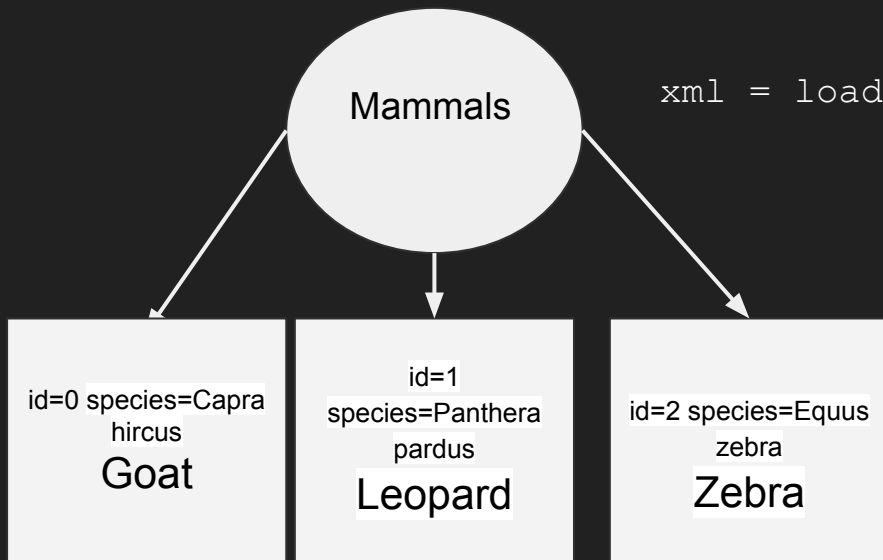 Mammals
xml = load
id=0 species=Capra
hircus
Goat
id=1
species=Panthera
pardus
Leopard
id=2 species=Equus
zebra
Zebra